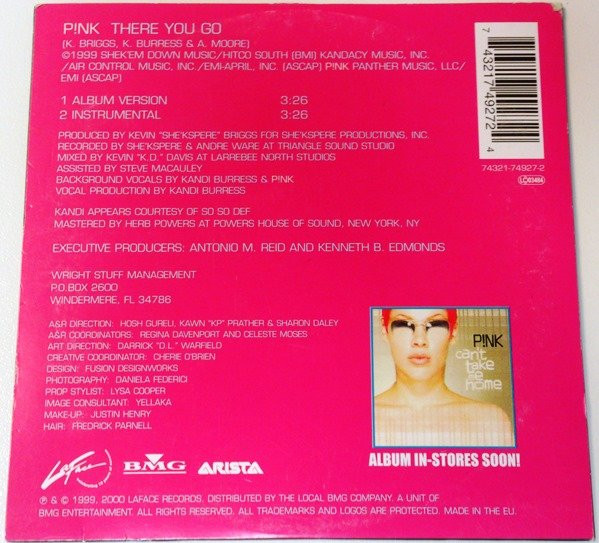 P!NK THERE YOU GO
(K. BRIGGS, K. BURRESS & A. MOORE)
©1999 SHEK'EM DOWN MUSIC/HITCO SOUTH (BMI) KANDACY MUSIC, INC.
/AIR CONTROL MUSIC, INC. /EMI-APRIL, INC. (ASCAP) P!NK PANTHER MUSIC, LLC/
EMI (ASCAP)
1 ALBUM VERSION 3:26
2 INSTRUMENTAL 3:26
PRODUCED BY KEVIN "SHE'KSPERE" BRIGGS FOR SHE'KSPERE PRODUCTIONS, INC.
RECORDED BY SHE'KSPERE & ANDRE WARE AT TRIANGLE SOUND STUDIO
MIXED BY KEVIN "K.D." DAVIS AT LARREBEE NORTH STUDIOS
ASSISTED BY STEVE MACAULEY
BACKGROUND VOCALS BY KANDI BURRESS & P!NK
VOCAL PRODUCTION BY KANDI BURRESS
KANDI APPEARS COURTESY OF SO SO DEF
MASTERED BY HERB POWERS AT POWERS HOUSE OF SOUND, NEW YORK, NY
EXECUTIVE PRODUCERS: ANTONIO M. REID AND KENNETH B. EDMONDS
WRIGHT STUFF MANAGEMENT
P.O.BOX 2600
WINDERMERE, FL 34786
A&R DIRECTION: HOSH GURELI, KAWN "KP" PRATHER & SHARON DALEY
A&R COORDINATORS: REGINA DAVENPORT AND CELESTE MOSES
ART DIRECTION: DARRICK "D.L." WARFIELD
CREATIVE COORDINATOR: CHERIE O'BRIEN
DESIGN: FUSION DESIGNWORKS
PHOTOGRAPHY: DANIELA FEDERICI
PROP STYLIST: LYSA COOPER
IMAGE CONSULTANT: YELLAKA
MAKE-UP: JUSTIN HENRY
HAIR: FREDRICK PARNELL
LaFace
BMG
ARISTA
℗ & © 1999, 2000 LAFACE RECORDS. DISTRIBUTED BY THE LOCAL BMG COMPANY. A UNIT OF
BMG ENTERTAINMENT. ALL RIGHTS RESERVED. ALL TRADEMARKS AND LOGOS ARE PROTECTED. MADE IN THE EU.
7 43217 49272 4
74321-74927-2
LC 03484
P!NK
can't
take
me
home
ALBUM IN-STORES SOON!